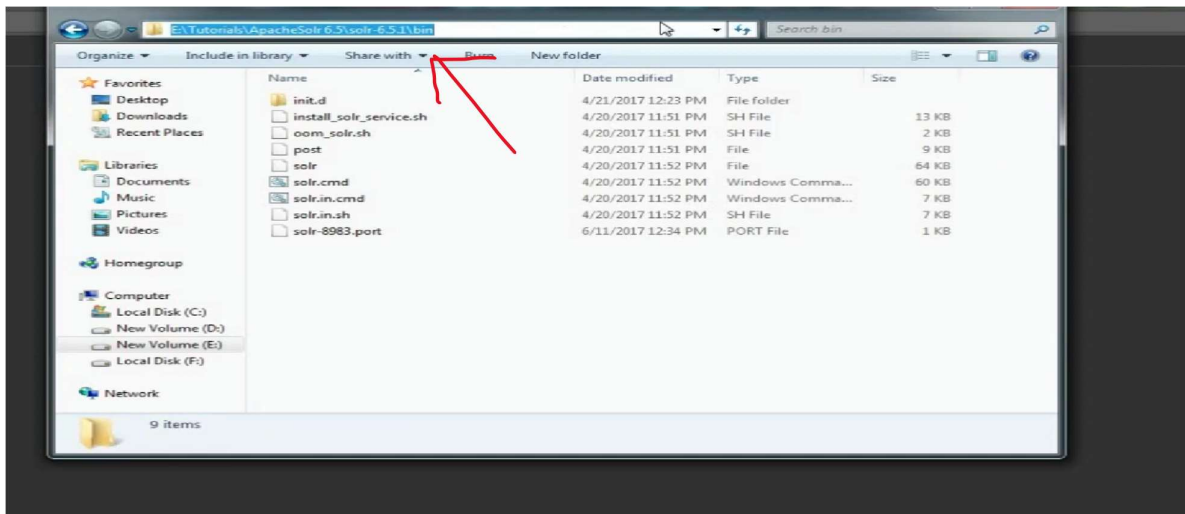 E:\Tutorials\ApacheSolr 6.5\solr-6.5.1\bin Search bin
Organize Include in library Share with Burn New folder
Name Date modified Type Size
Favorites
Desktop
Downloads
Recent Places
Libraries
Documents
Music
Pictures
Videos
Homegroup
Computer
Local Disk (C:)
New Volume (D:)
New Volume (E:)
Local Disk (F:)
Network
init.d 4/21/2017 12:23 PM File folder
install_solr_service.sh 4/20/2017 11:51 PM SH File 13 KB
oom_solr.sh 4/20/2017 11:51 PM SH File 2 KB
post 4/20/2017 11:51 PM File 9 KB
solr 4/20/2017 11:52 PM File 64 KB
solr.cmd 4/20/2017 11:52 PM Windows Comma... 60 KB
solr.in.cmd 4/20/2017 11:52 PM Windows Comma... 7 KB
solr.in.sh 4/20/2017 11:52 PM SH File 7 KB
solr-8983.port 6/11/2017 12:34 PM PORT File 1 KB
9 items